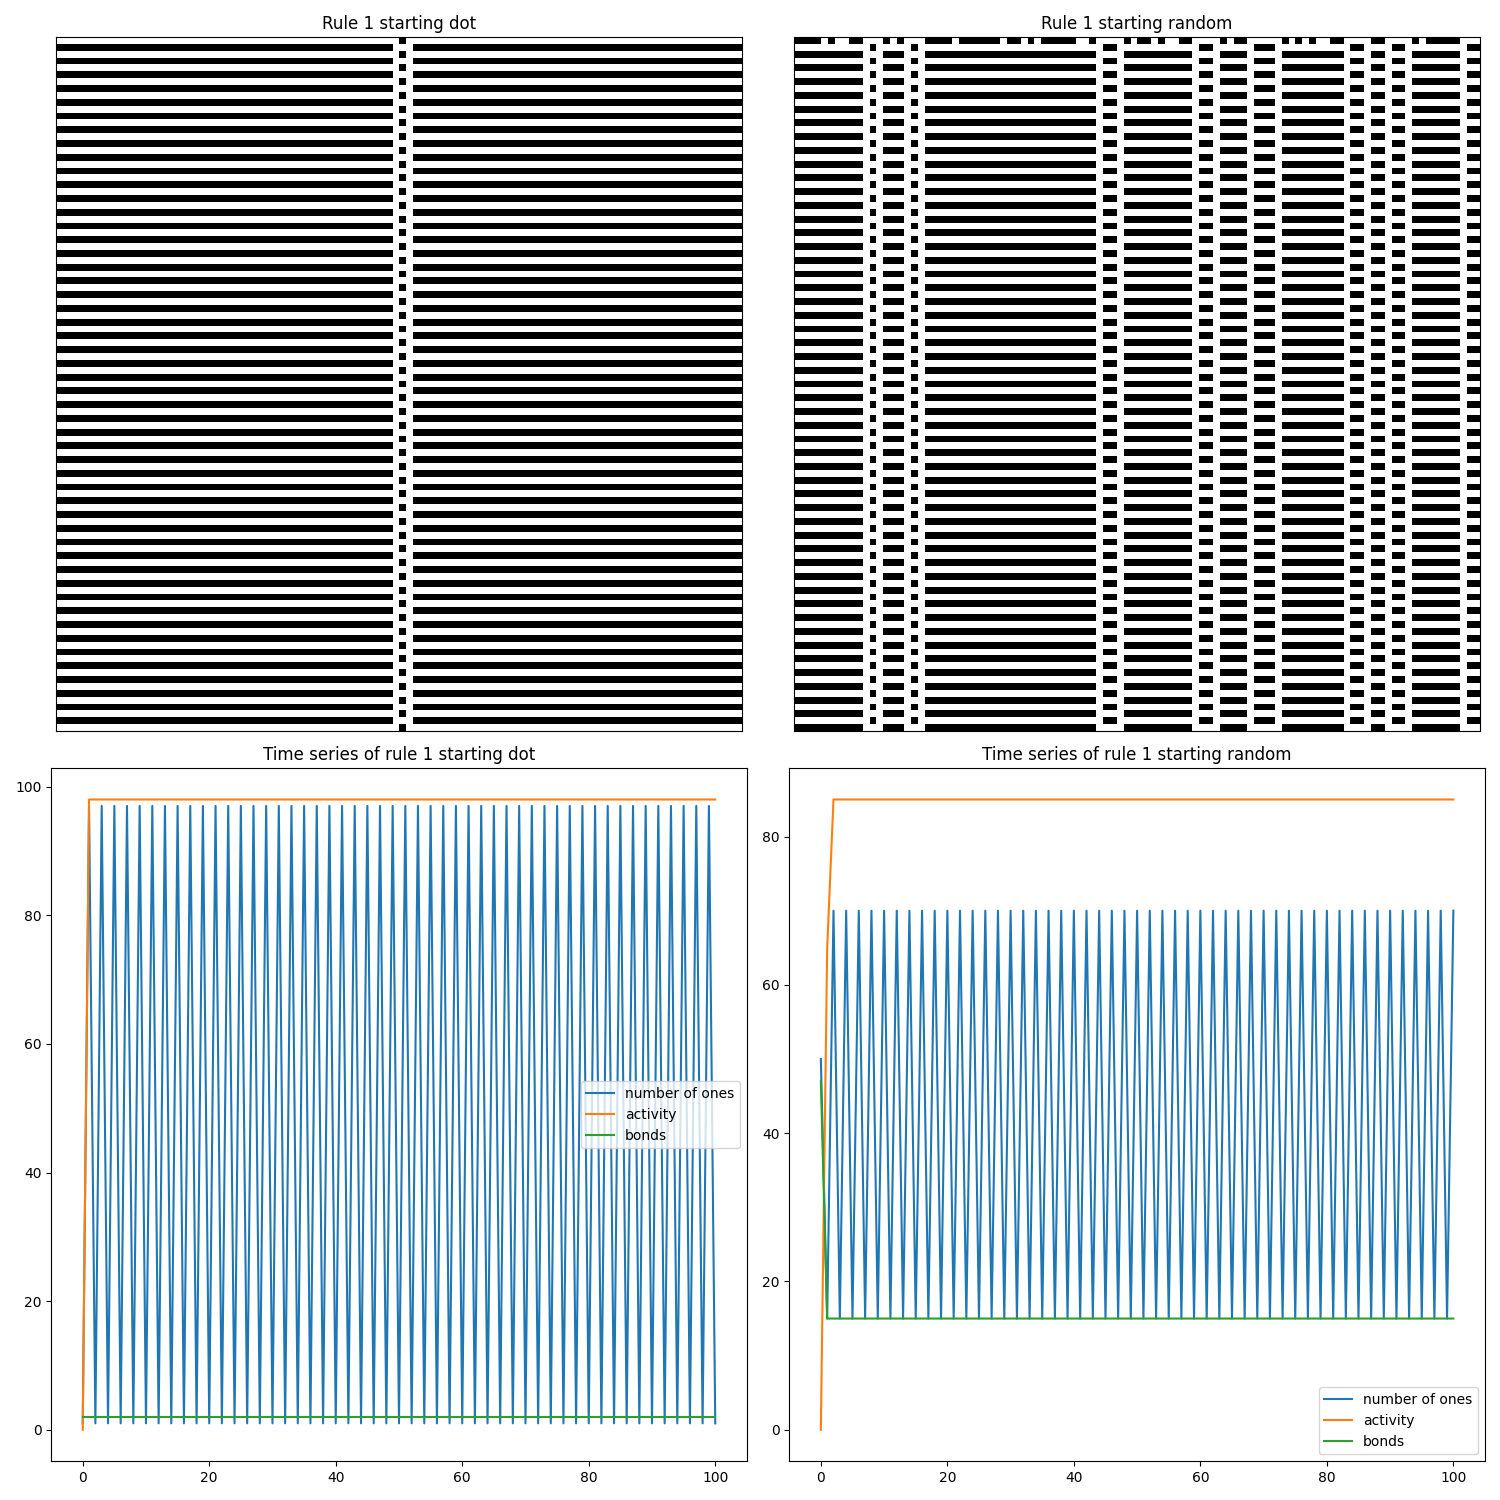 Rule 1 starting dot
Rule 1 starting random
Time series of rule 1 starting dot
100
80
60
40
20
0
number of ones
activity
bonds
0 20 40 60 80 100
Time series of rule 1 starting random
80
60
40
20
0
number of ones
activity
bonds
0 20 40 60 80 100